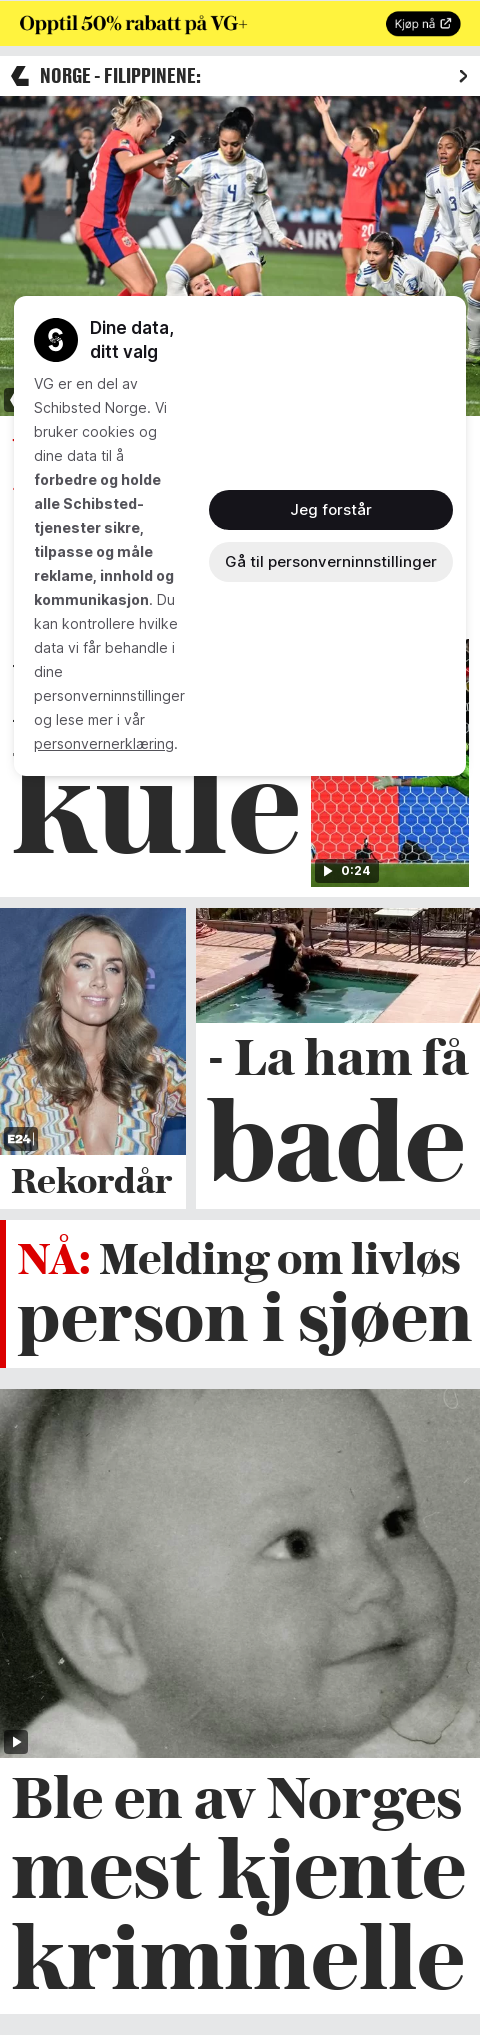 Opptil 50% rabatt på VG+
Kjøp nå
NORGE - FILIPPINENE:
4
20
20
3
Dine data,
ditt valg
VG er en del av
Schibsted Norge. Vi
bruker cookies og
dine data til å
forbedre og holde
alle Schibsted-
tjenester sikre,
tilpasse og måle
reklame, innhold og
kommunikasjon. Du
kan kontrollere hvilke
data vi får behandle i
dine
personverninnstillinger
og lese mer i vår
personvernerklæring.
Jeg forstår
Gå til personverninnstillinger
kule
0:24
E24
Rekordår
- La ham få
bade
NÅ: Melding om livløs
person i sjøen
Ble en av Norges
mest kjente
kriminelle